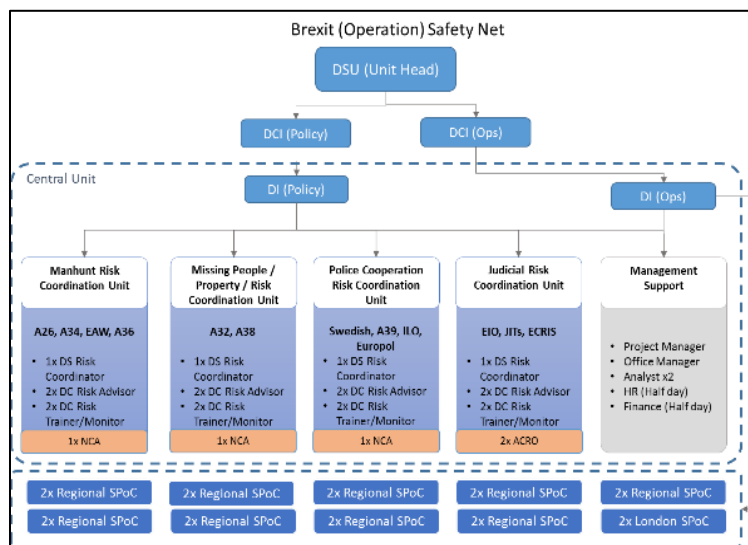 Brexit (Operation) Safety Net
DSU (Unit Head)
DCI (Policy)
DCI (Ops)
Central Unit
DI (Policy)
DI (Ops)
Manhunt Risk
Coordination Unit
A26, A34, EAW, A36
• 1x DS Risk
Coordinator
• 2x DC Risk Advisor
• 2x DC Risk
Trainer/Monitor
1x NCA
Missing People /
Property / Risk
Coordination Unit
A32, A38
• 1x DS Risk
Coordinator
• 2x DC Risk Advisor
• 2x DC Risk
Trainer/Monitor
1x NCA
Police Cooperation
Risk Coordination
Unit
Swedish, A39, ILO,
Europol
• 1x DS Risk
Coordinator
• 2x DC Risk Advisor
• 2x DC Risk
Trainer/Monitor
1x NCA
Judicial Risk
Coordination Unit
EIO, JITs, ECRIS
• 1x DS Risk
Coordinator
• 2x DC Risk Advisor
• 2x DC Risk
Trainer/Monitor
2x ACRO
Management
Support
• Project Manager
• Office Manager
• Analyst x2
• HR (Half day)
• Finance (Half day)
2x Regional SPoC
2x Regional SPoC
2x Regional SPoC
2x Regional SPoC
2x Regional SPoC
2x Regional SPoC
2x Regional SPoC
2x Regional SPoC
2x Regional SPoC
2x London SPoC